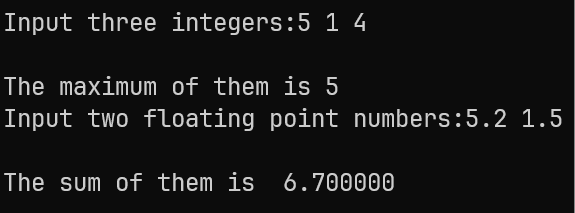 Input three integers:5 1 4
The maximum of them is 5
Input two floating point numbers:5.2 1.5
The sum of them is  6.700000